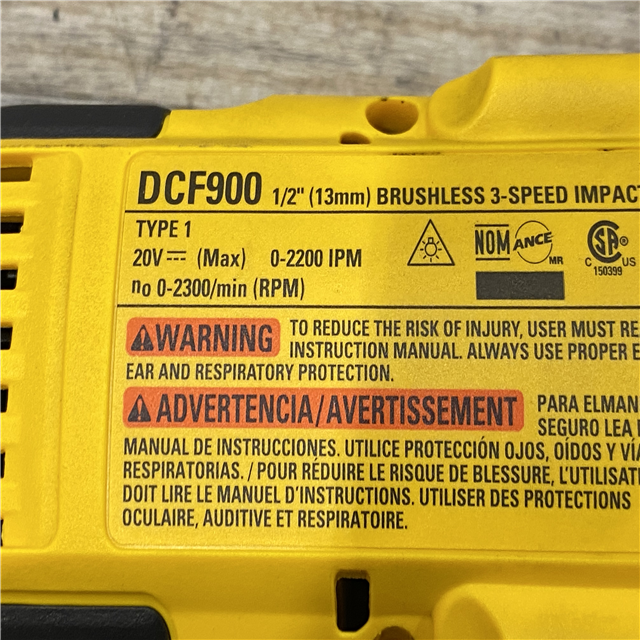 DCF900 1/2" (13mm) BRUSHLESS 3-SPEED IMPACT
TYPE 1
20V (Max) 0-2200 IPM
no 0-2300/min (RPM)
NOM ANCE MR
SA ® C US 150399
WARNING TO REDUCE THE RISK OF INJURY, USER MUST RE
INSTRUCTION MANUAL. ALWAYS USE PROPER E
EAR AND RESPIRATORY PROTECTION.
ADVERTENCIA/AVERTISSEMENT PARA ELMAN
SEGURO LEA
MANUAL DE INSTRUCCIONES. UTILICE PROTECCIÓN OJOS, OÍDOS Y VÍA
RESPIRATORIAS. / POUR RÉDUIRE LE RISQUE DE BLESSURE, L'UTILISAT
DOIT LIRE LE MANUEL D'INSTRUCTIONS. UTILISER DES PROTECTIONS
OCULAIRE, AUDITIVE ET RESPIRATOIRE.